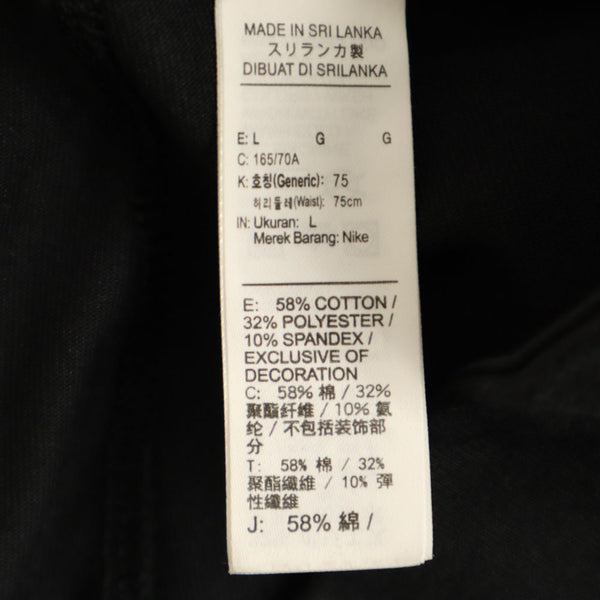 MADE IN SRI LANKA
スリランカ製
DIBUAT DI SRILANKA
E: L G G
C: 165/70A
K: 호칭(Generic): 75
허리둘레(Waist): 75cm
IN: Ukuran: L
Merek Barang: Nike
E: 58% COTTON /
32% POLYESTER /
10% SPANDEX /
EXCLUSIVE OF
DECORATION
C: 58% 棉 / 32%
聚酯纤维 / 10% 氨
纶 / 不包括装饰部
分
T: 58% 棉 / 32%
聚酯纖維 / 10% 彈
性纖維
J: 58% 綿 /